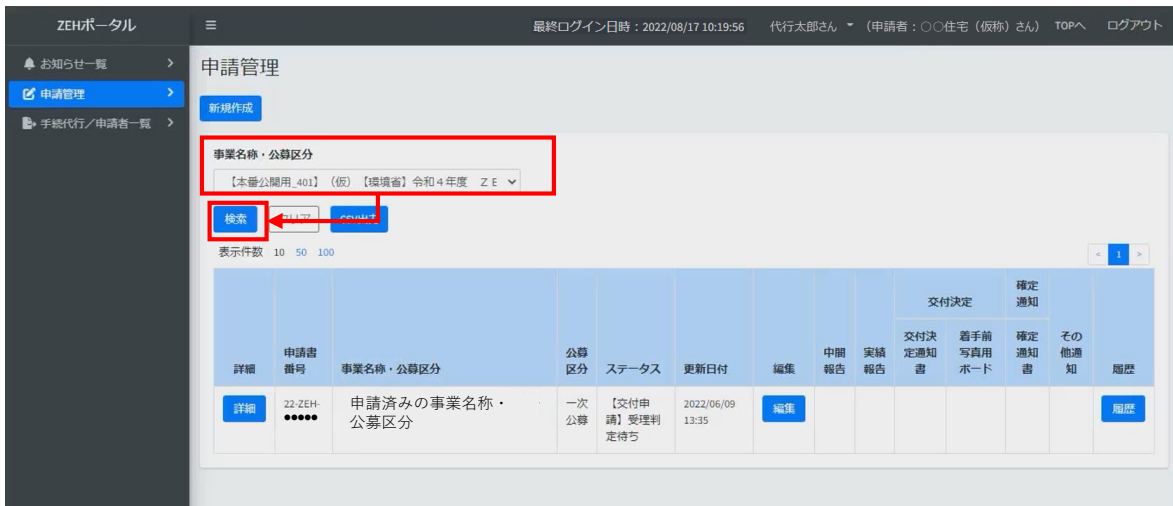 ZEHポータル
最終ログイン日時：2022/08/17 10:19:56 代行太郎さん （申請者：○○住宅（仮称）さん） TOPへ ログアウト
お知らせ一覧
申請管理
手続代行／申請者一覧
申請管理
新規作成
事業名称・公募区分
【本番公開用_401】（仮）【環境省】令和４年度　ＺＥ
検索 クリア CSV出力
表示件数 10 50 100
< 1 >
交付決定 確定通知
詳細 申請書番号 事業名称・公募区分 公募区分 ステータス 更新日付 編集 中間報告 実績報告 交付決定通知書 着手前写真用ボード 確定通知書 その他通知 履歴
詳細 22-ZEH-●●●●● 申請済みの事業名称・公募区分 一次公募 【交付申請】受理判定待ち 2022/06/09 13:35 編集 履歴